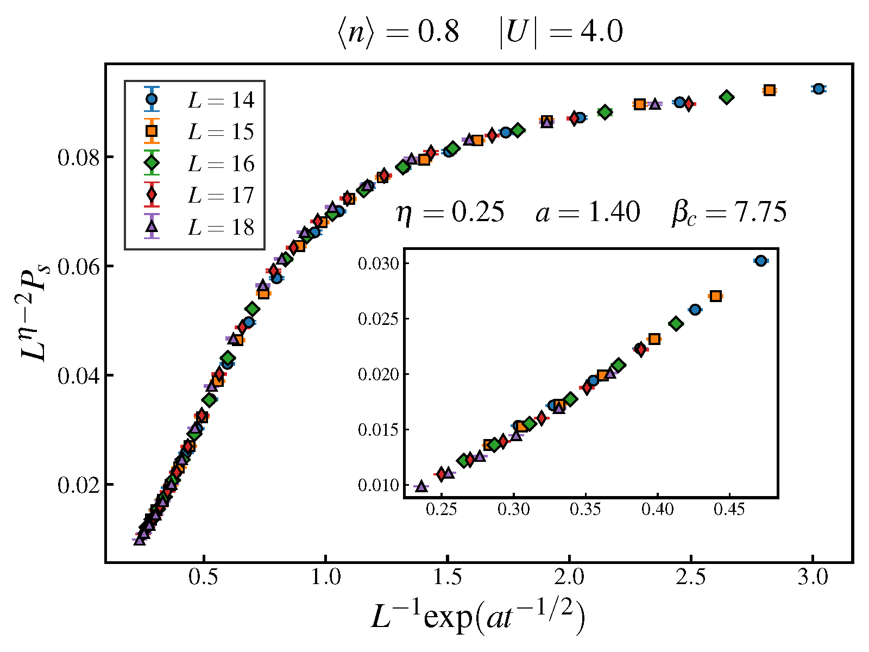 ⟨n⟩ = 0.8 |U| = 4.0
L = 14
L = 15
L = 16
L = 17
L = 18
η = 0.25 a = 1.40 β_c = 7.75
0.030
0.025
0.020
0.015
0.010
0.25 0.30 0.35 0.40 0.45
0.08
0.06
0.04
0.02
L^{η−2}P_s
0.5 1.0 1.5 2.0 2.5 3.0
L^{−1}exp(at^{−1/2})